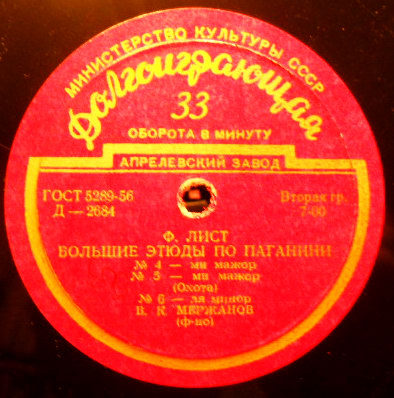 МИНИСТЕРСТВО КУЛЬТУРЫ СССР
Долгоиграющая
33
ОБОРОТА В МИНУТУ
АПРЕЛЕВСКИЙ ЗАВОД
ГОСТ 5289-56
Д — 2684
Вторая гр.
7-00
Ф. ЛИСТ
БОЛЬШИЕ ЭТЮДЫ ПО ПАГАНИНИ
№ 4 — ми мажор
№ 5 — ми мажор
(Охота)
№ 6 — ля минор
В. К. МЕРЖАНОВ
(ф-но)